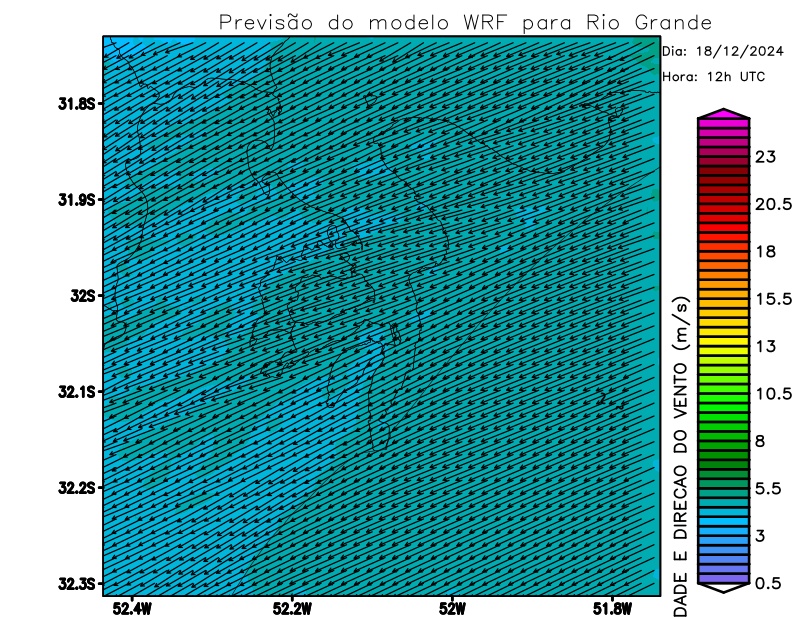 Previsão do modelo WRF para Rio Grande
Dia: 18/12/2024
Hora: 12h UTC
31.8S
31.9S
32S
32.1S
32.2S
32.3S
52.4W
52.2W
52W
51.8W
23
20.5
18
15.5
13
10.5
8
5.5
3
0.5
DADE E DIRECAO DO VENTO (m/s)